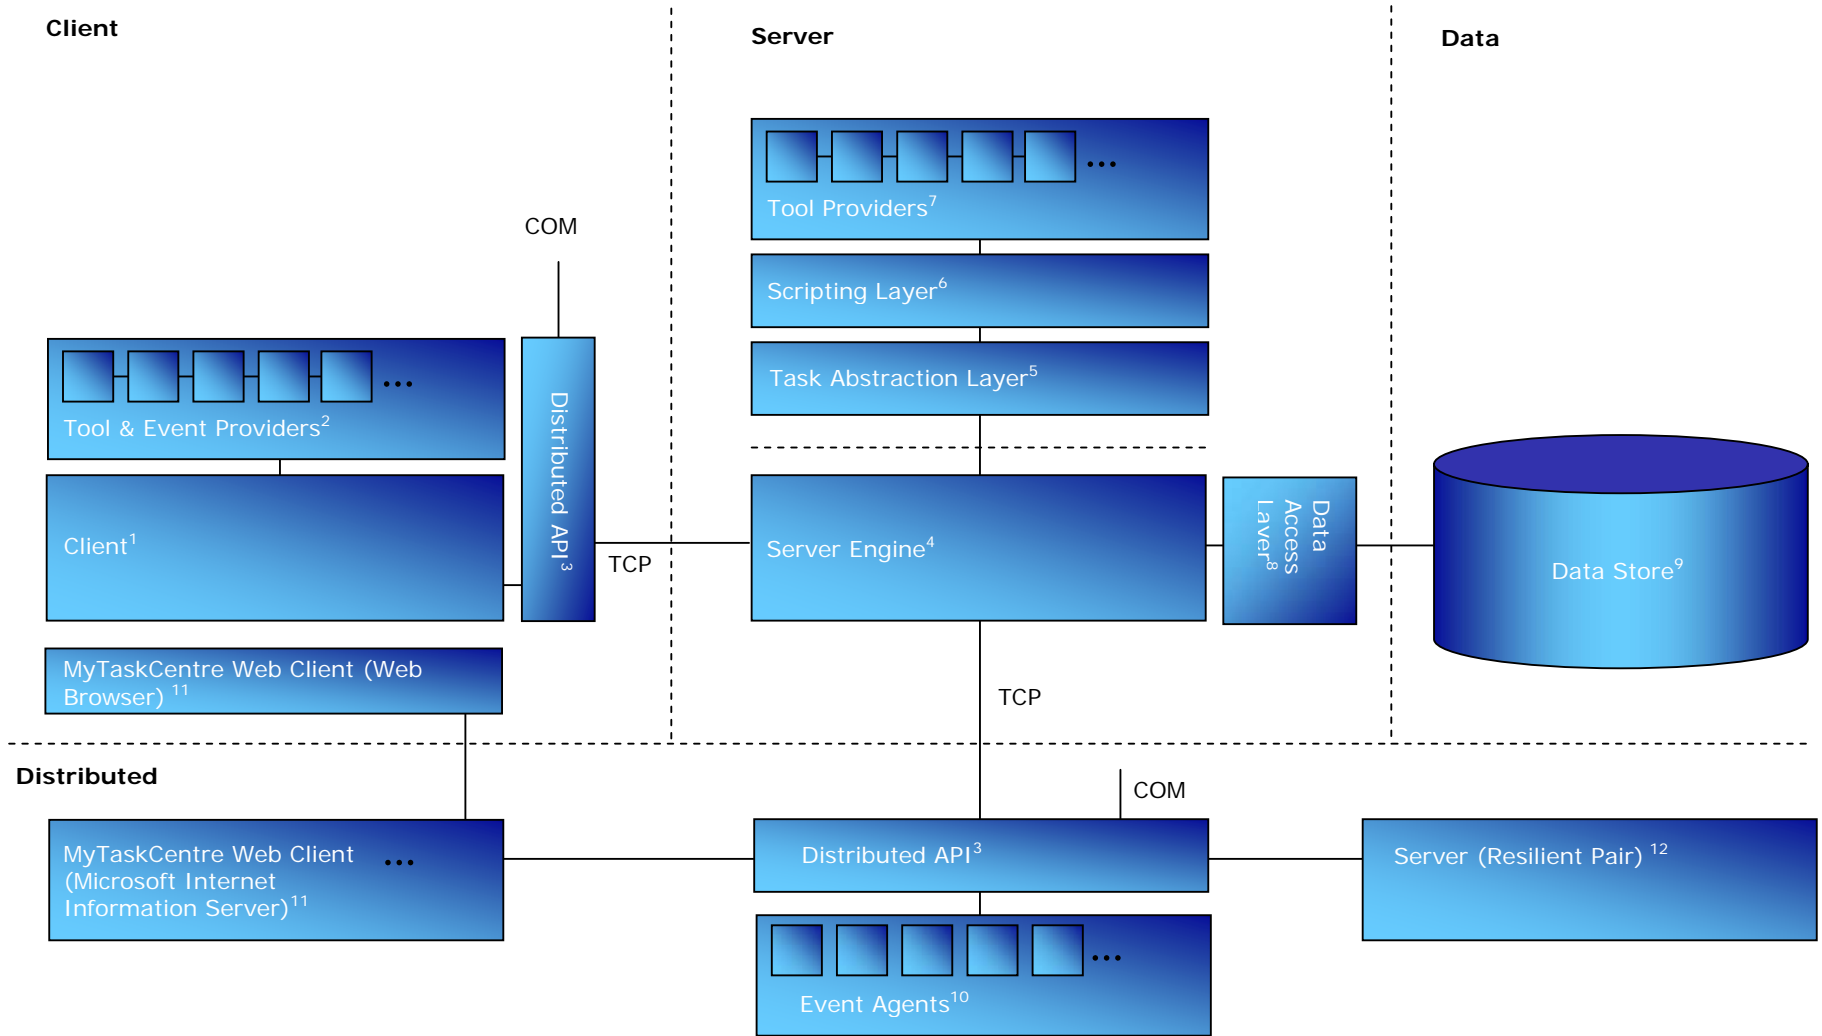 Client
Server
Data
Tool Providers7
COM
Scripting Layer6
Task Abstraction Layer5
Tool & Event Providers2
Distributed API3
Client1
TCP
Server Engine4
Data
Access
Layer8
Data Store9
MyTaskCentre Web Client (Web
Browser) 11
TCP
Distributed
COM
MyTaskCentre Web Client ...
(Microsoft Internet
Information Server)11
Distributed API3
Server (Resilient Pair) 12
Event Agents10